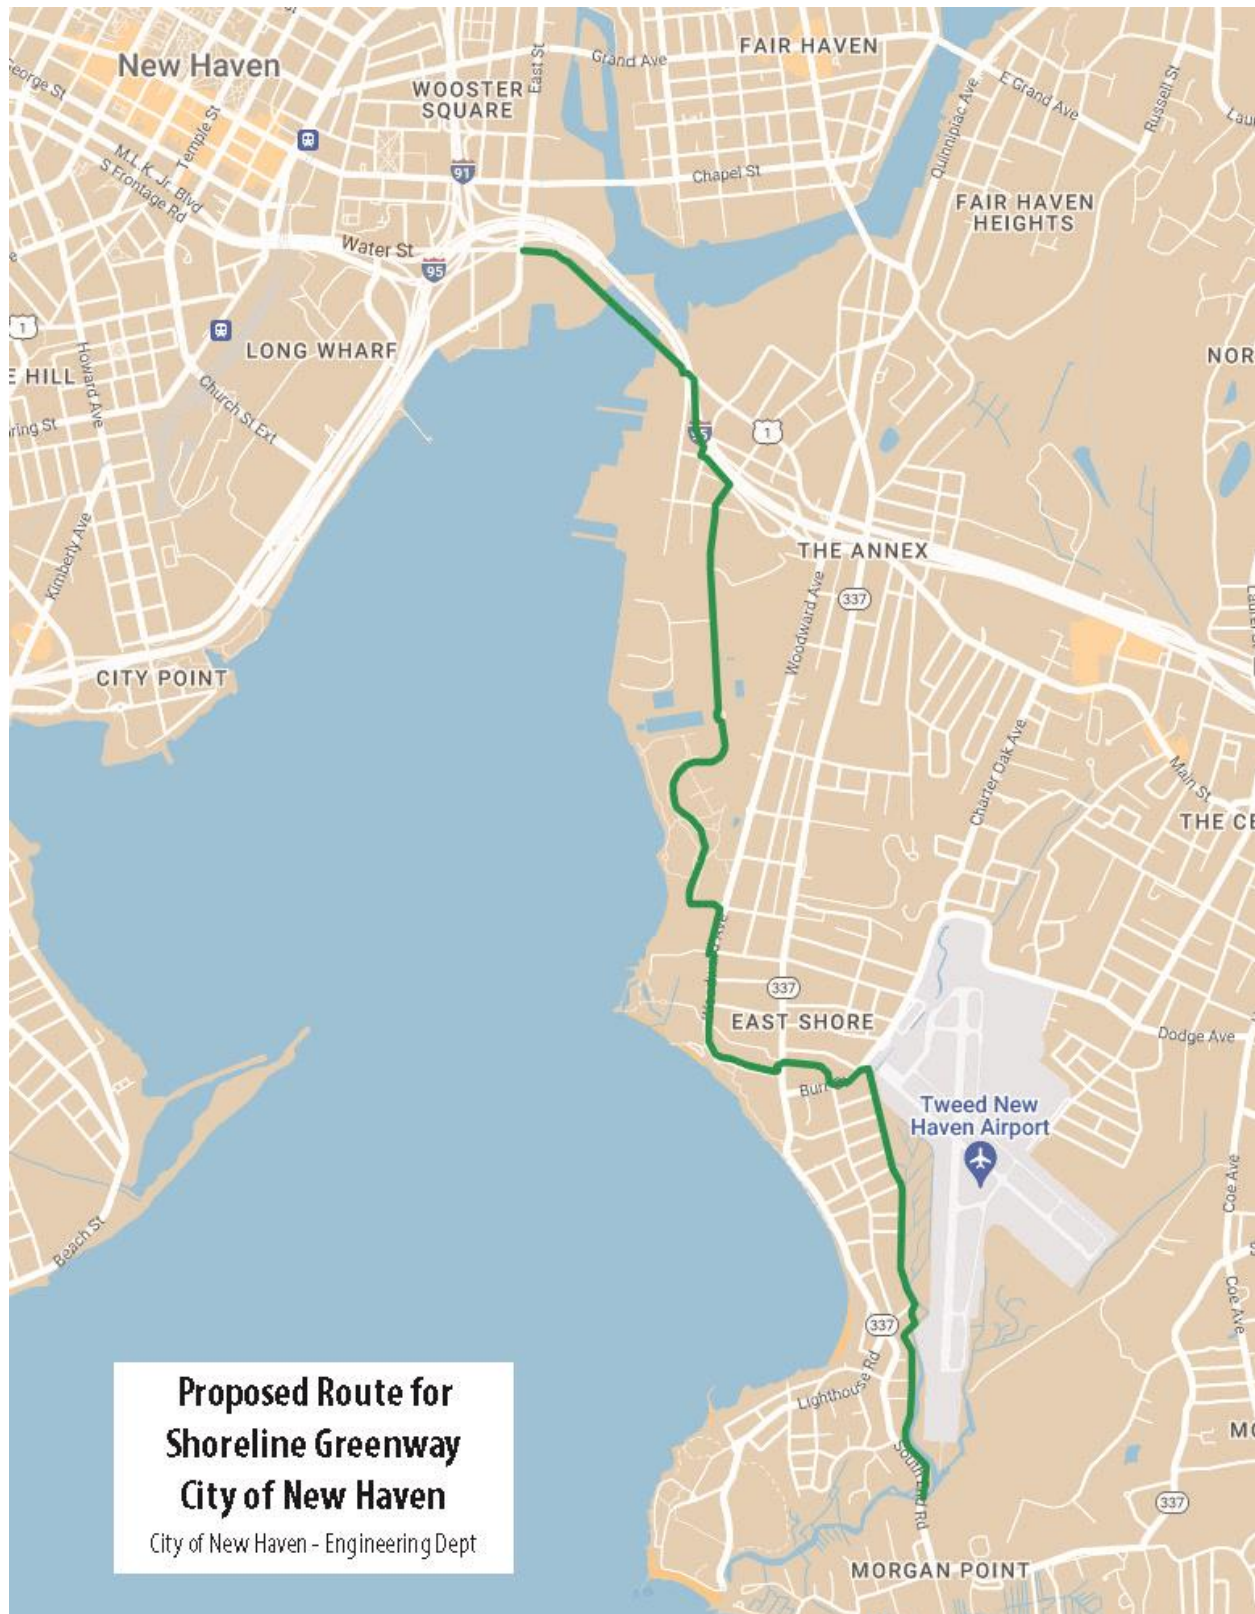 New Haven
George St
Temple St
M.L.K. Jr. Blvd
S Frontage Rd
WOOSTER
SQUARE
East St
Grand Ave
FAIR HAVEN
E Grand Ave
Russell St
Quinnipiac Ave
91
Chapel St
FAIR HAVEN
HEIGHTS
Water St
95
1
LONG WHARF
Howard Ave
E HILL
Church St Ext
1
NOR
Kimberly Ave
THE ANNEX
Woodward Ave
337
CITY POINT
Charter Oak Ave
Main St
THE CE
337
EAST SHORE
Dodge Ave
Burr St
Tweed New
Haven Airport
Coe Ave
Beach St
Coe Ave
337
Lighthouse Rd
South End Rd
337
MORGAN POINT
Proposed Route for
Shoreline Greenway
City of New Haven
City of New Haven - Engineering Dept